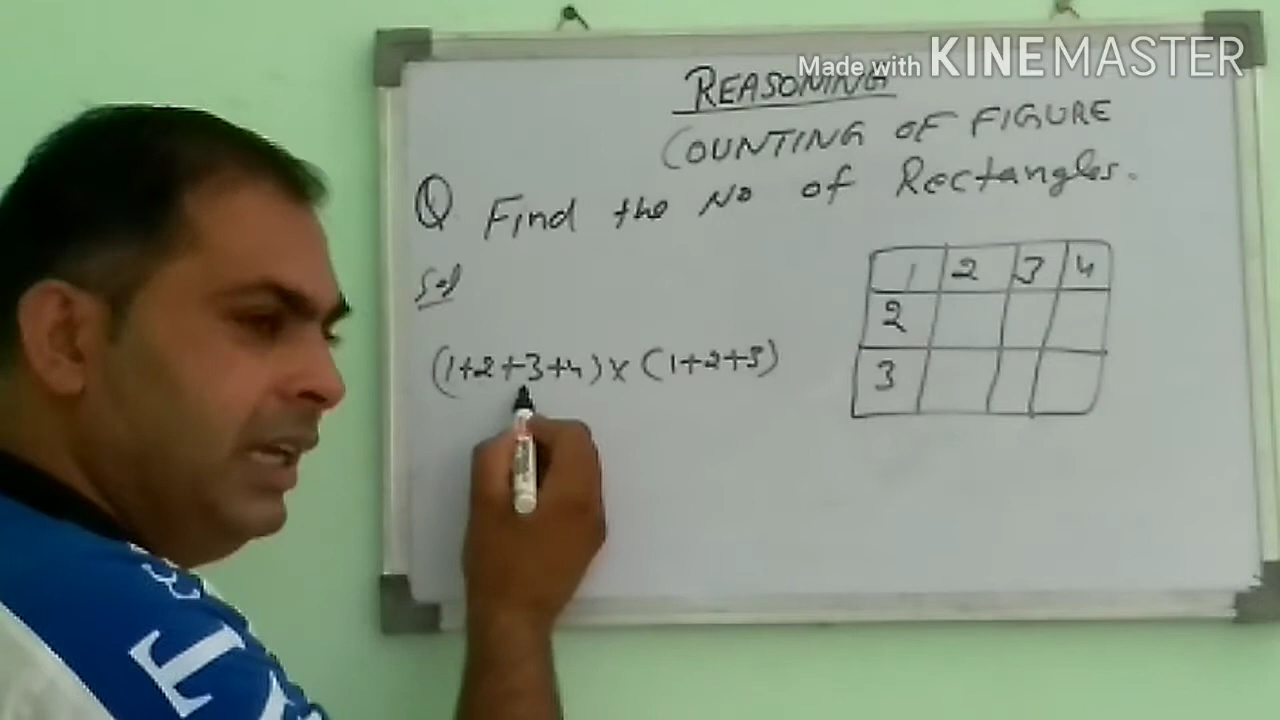 Made with KINEMASTER
REASONING
COUNTING OF FIGURE
Q Find the No of Rectangles.
Sol
1 2 3 4
2
(1+2+3+4) x (1+2+3)
3